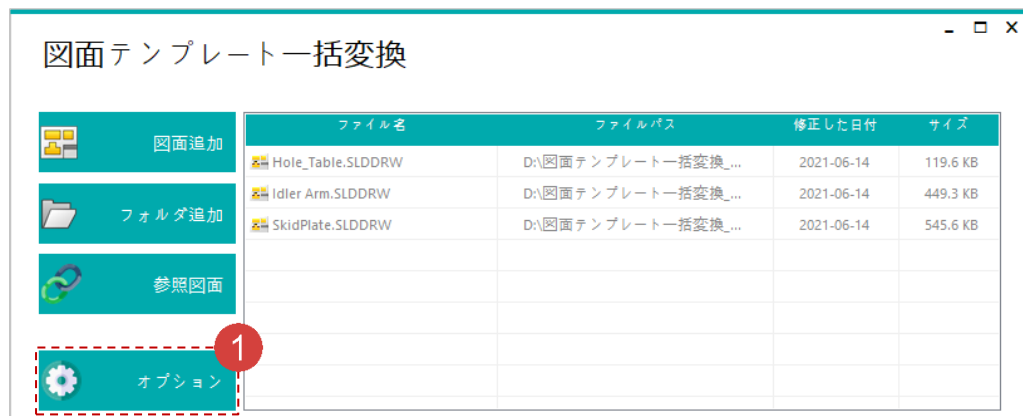 図面テンプレート一括変換
図面追加
フォルダ追加
参照図面
1
オプション
ファイル名 ファイルパス 修正した日付 サイズ
Hole_Table.SLDDRW D:\図面テンプレート一括変換_... 2021-06-14 119.6 KB
Idler Arm.SLDDRW D:\図面テンプレート一括変換_... 2021-06-14 449.3 KB
SkidPlate.SLDDRW D:\図面テンプレート一括変換_... 2021-06-14 545.6 KB